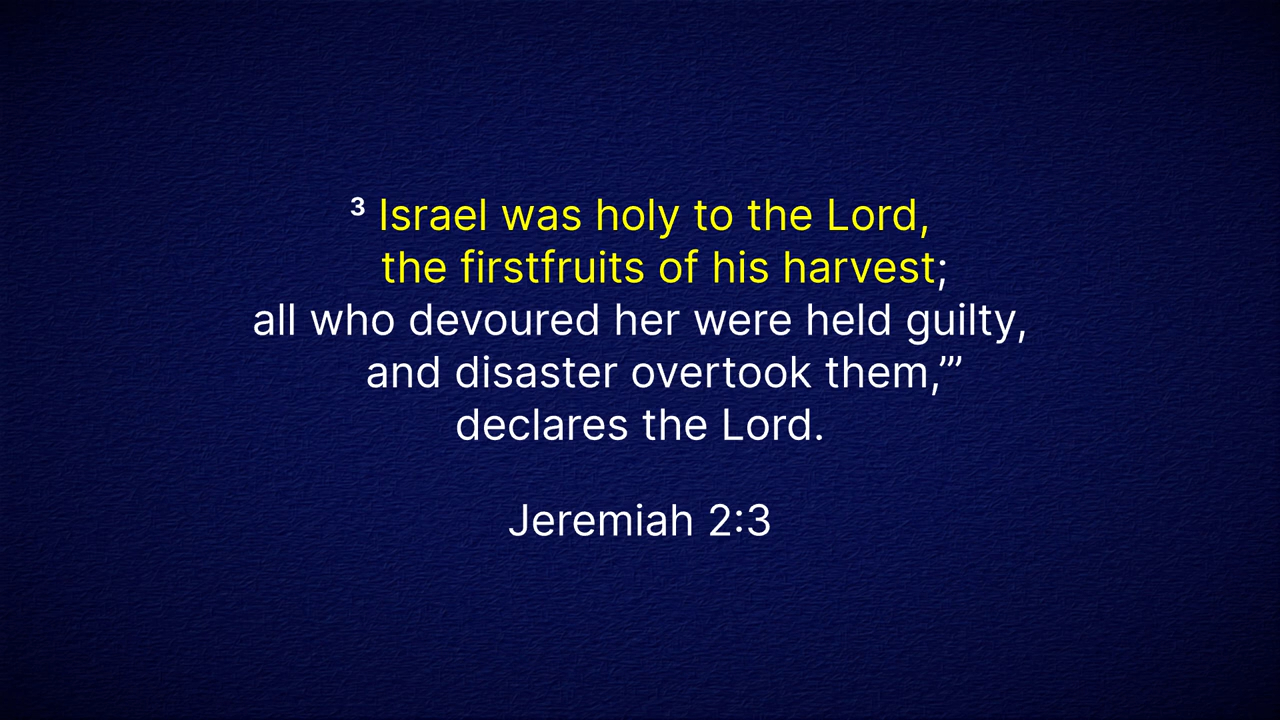 ³ Israel was holy to the Lord,
the firstfruits of his harvest;
all who devoured her were held guilty,
and disaster overtook them,’”
declares the Lord.
Jeremiah 2:3